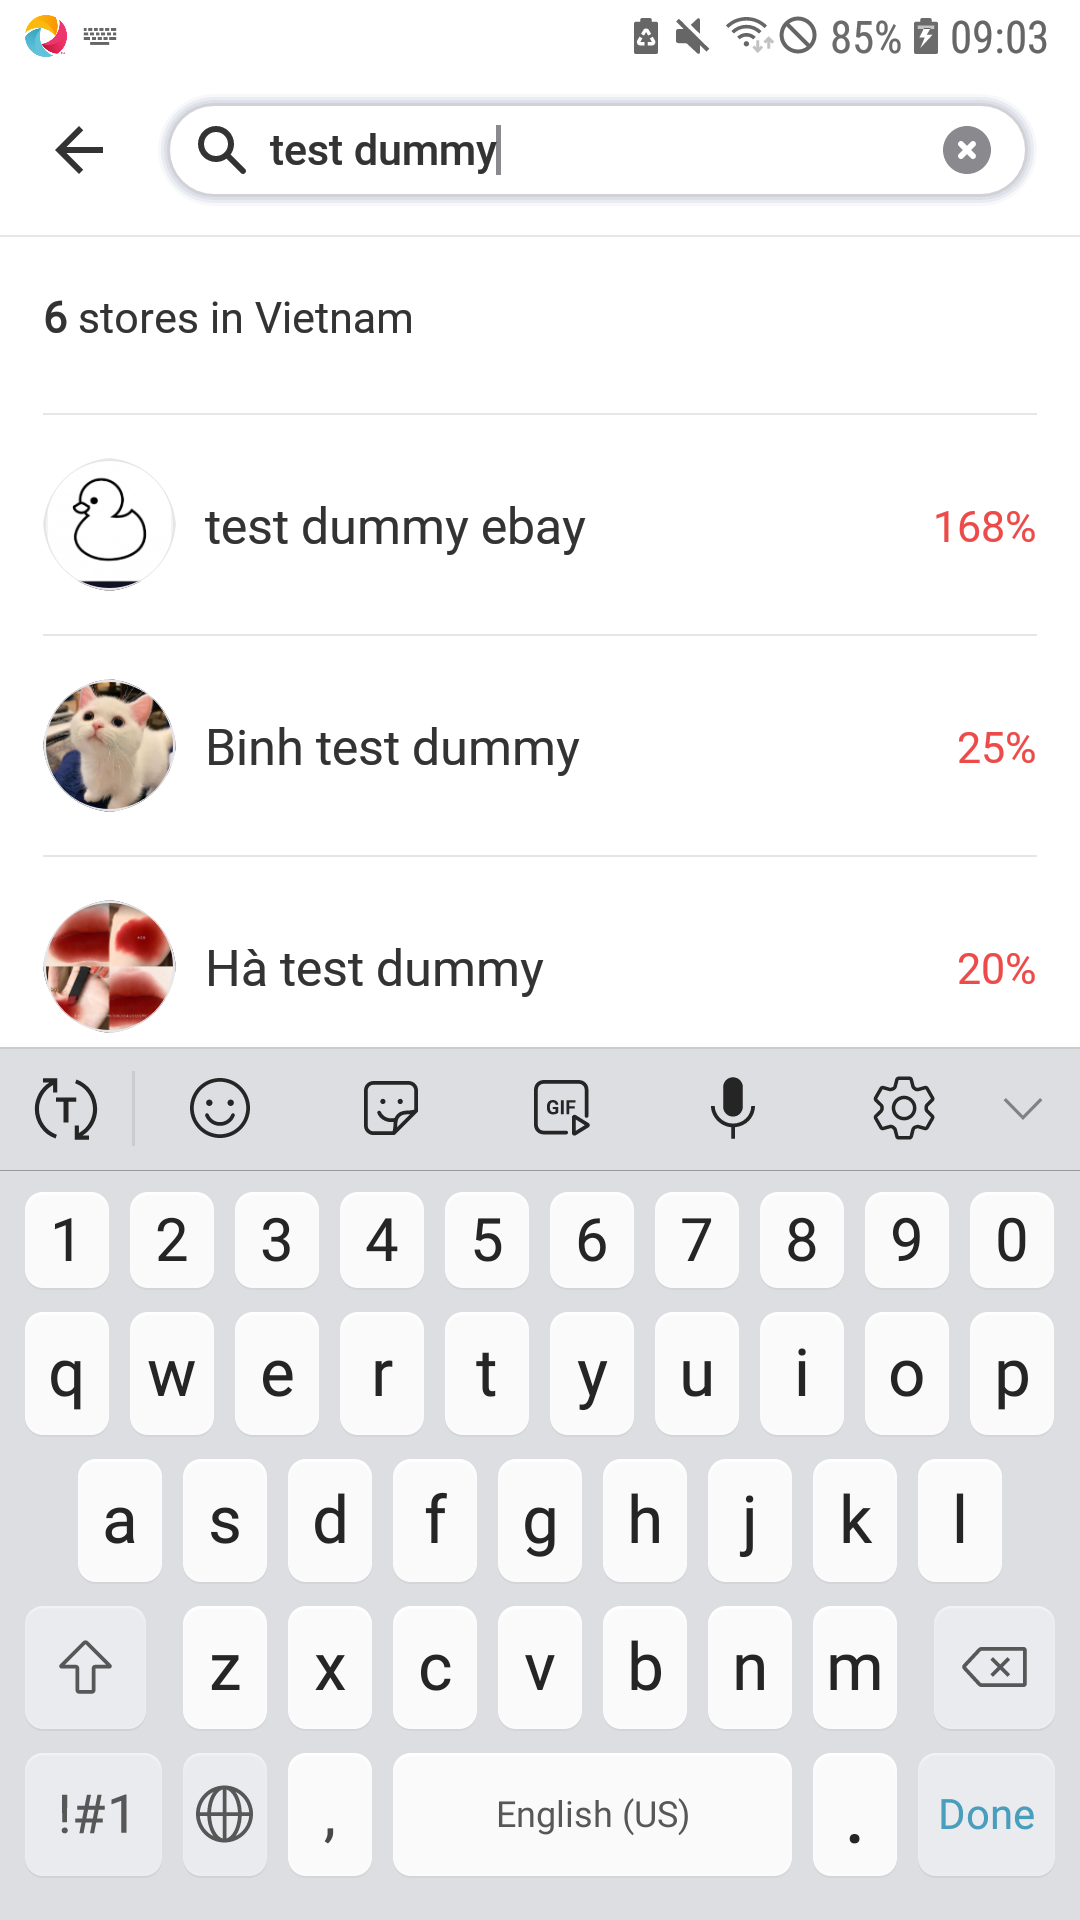 85% 09:03
test dummy
6 stores in Vietnam
test dummy ebay 168%
Binh test dummy 25%
Hà test dummy 20%
T GIF
1 2 3 4 5 6 7 8 9 0
q w e r t y u i o p
a s d f g h j k l
z x c v b n m
!#1 , English (US) . Done